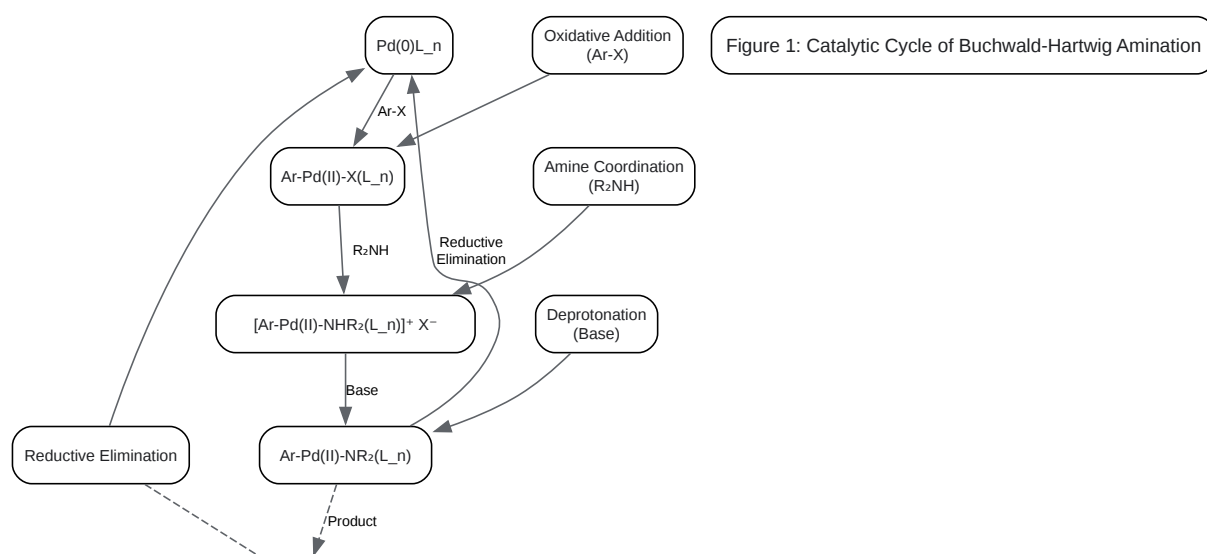 Pd(0)L_n
Oxidative Addition
(Ar-X)
Figure 1: Catalytic Cycle of Buchwald-Hartwig Amination
Ar-X
Ar-Pd(II)-X(L_n)
Amine Coordination
(R₂NH)
R₂NH
Reductive
Elimination
[Ar-Pd(II)-NHR₂(L_n)]⁺ X⁻
Deprotonation
(Base)
Base
Reductive Elimination
Ar-Pd(II)-NR₂(L_n)
Product